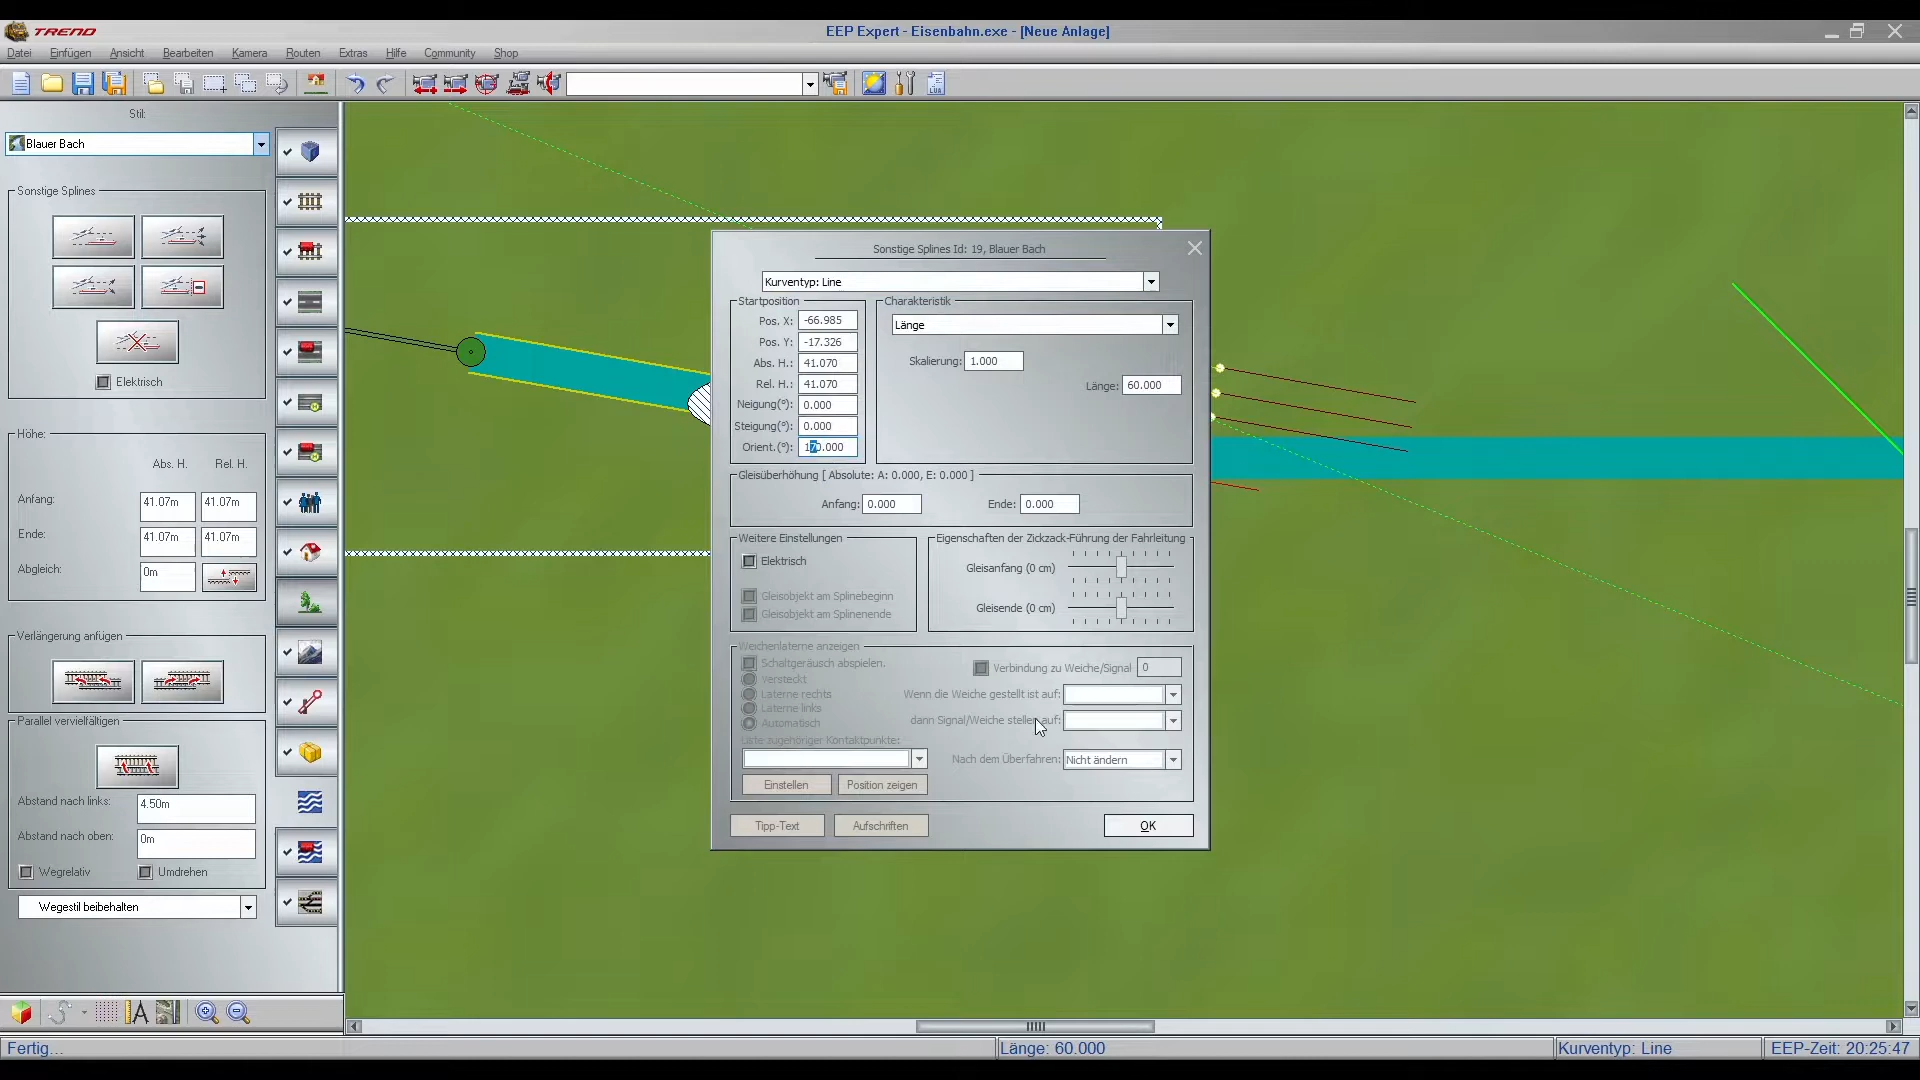 TREND
EEP Expert - Eisenbahn.exe - [Neue Anlage]
Datei Einfügen Ansicht Bearbeiten Kamera Routen Extras Hilfe Community Shop
Stil:
Blauer Bach
Sonstige Splines
Elektrisch
Höhe:
Abs. H. Rel. H.
Anfang: 41.07m 41.07m
Ende: 41.07m 41.07m
Abgleich: 0m
Verlängerung anfügen
Parallel vervielfältigen
Abstand nach links: 4.50m
Abstand nach oben: 0m
Wegrelativ Umdrehen
Wegestil beibehalten
Sonstige Splines Id: 19, Blauer Bach
Kurventyp: Line
Startposition
Pos. X: -66.985
Pos. Y: -17.326
Abs. H.: 41.070
Rel. H.: 41.070
Neigung(°): 0.000
Steigung(°): 0.000
Orient.(°): 170.000
Charakteristik
Länge
Skalierung: 1.000
Länge: 60.000
Gleisüberhöhung [ Absolute: A: 0.000, E: 0.000 ]
Anfang: 0.000 Ende: 0.000
Weitere Einstellungen
Elektrisch
Gleisobjekt am Splinebeginn
Gleisobjekt am Splinenende
Eigenschaften der Zickzack-Führung der Fahrleitung
Gleisanfang (0 cm)
Gleisende (0 cm)
Weichenlaterne anzeigen
Schaltgeräusch abspielen.
Versteckt
Laterne rechts
Laterne links
Automatisch
Verbindung zu Weiche/Signal 0
Wenn die Weiche gestellt ist auf:
dann Signal/Weiche stellen auf:
Liste zugehöriger Kontaktpunkte:
Nach dem Überfahren: Nicht ändern
Einstellen Position zeigen
Tipp-Text Aufschriften OK
Fertig... Länge: 60.000 Kurventyp: Line EEP-Zeit: 20:25:47